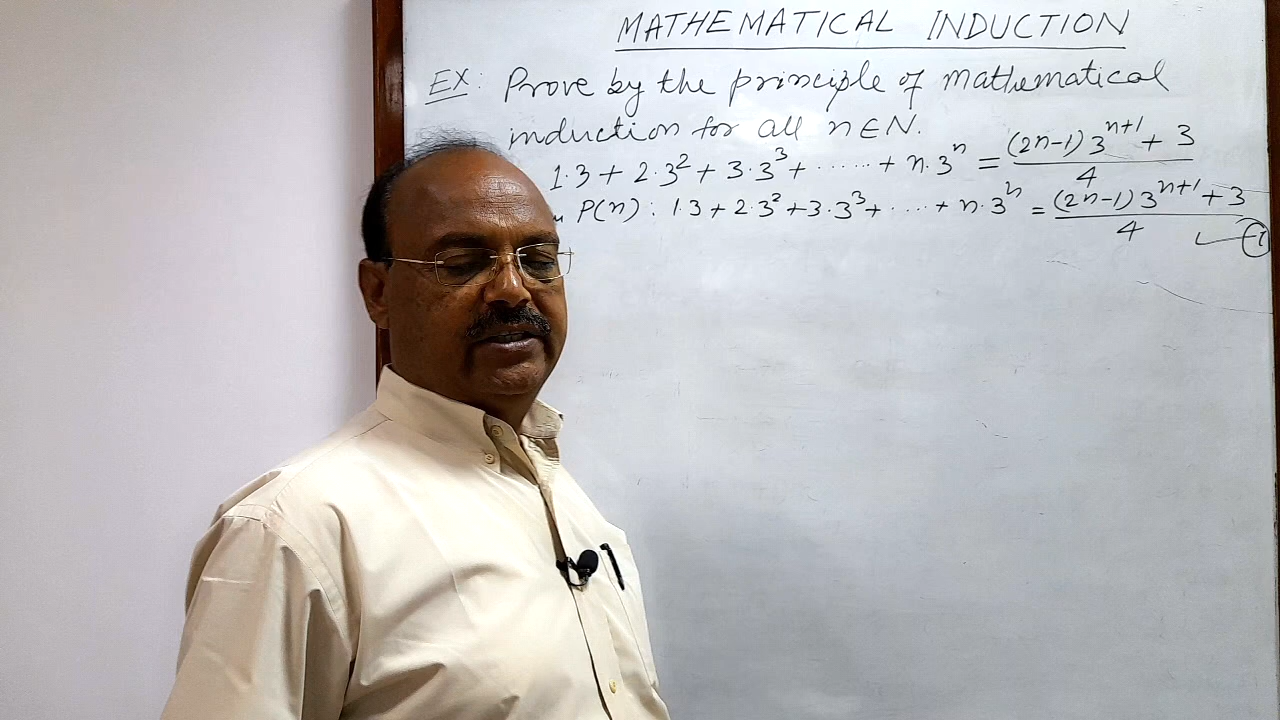 MATHEMATICAL INDUCTION
EX: Prove by the principle of mathematical
induction for all n∈N.
1·3 + 2·3² + 3·3³ + ...... + n·3ⁿ = (2n-1)3ⁿ⁺¹ + 3 / 4
P(n) : 1·3 + 2·3² + 3·3³ + .... + n·3ⁿ = (2n-1)3ⁿ⁺¹ + 3 / 4